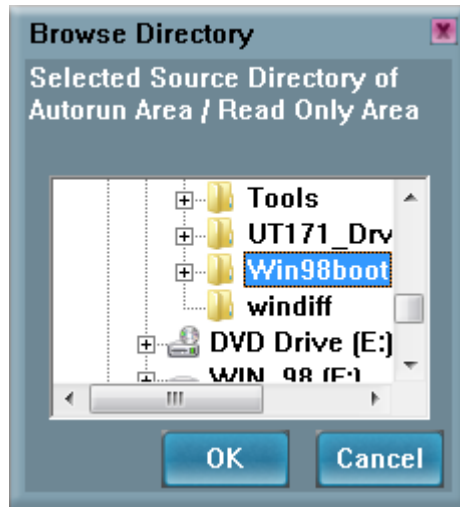 Browse Directory
Selected Source Directory of
Autorun Area / Read Only Area
Tools
UT171_Drv
Win98boot
windiff
DVD Drive (E:)
WIN_98 (F:)
OK
Cancel